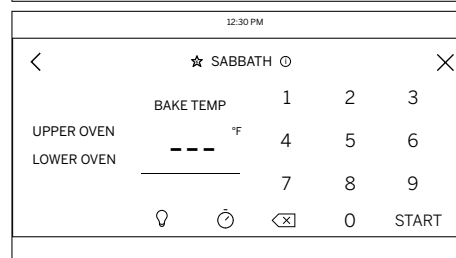 12:30 PM
SABBATH
BAKE TEMP
UPPER OVEN
LOWER OVEN
--- °F
1 2 3
4 5 6
7 8 9
0 START